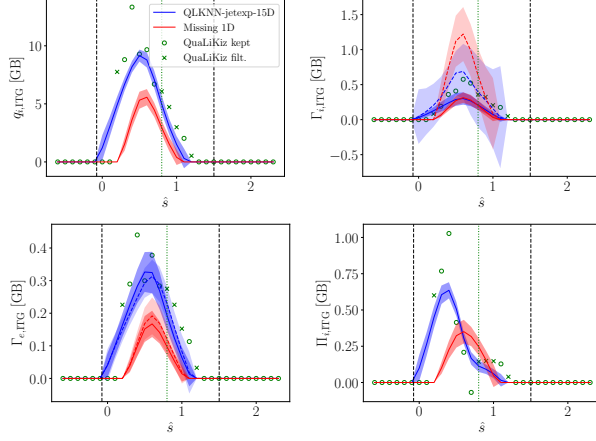 QLKNN-jetexp-15D
Missing 1D
QuaLiKiz kept
QuaLiKiz filt.
q_{i,ITG} [GB]
10
5
0
0
1
2
ŝ
Γ_{i,ITG} [GB]
1.0
0.5
0.0
−0.5
0
1
2
ŝ
Γ_{e,ITG} [GB]
0.4
0.3
0.2
0.1
0.0
0
1
2
ŝ
Π_{i,ITG} [GB]
1.00
0.75
0.50
0.25
0.00
0
1
2
ŝ